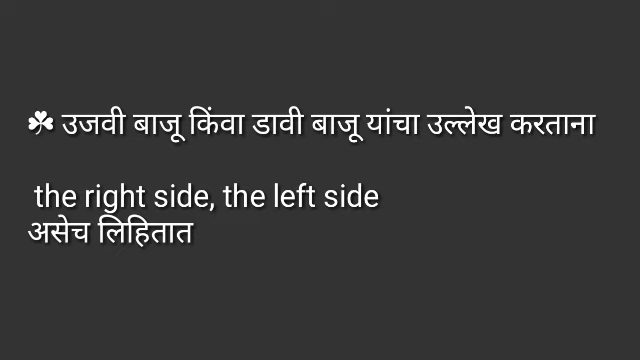 ☘ उजवी बाजू किंवा डावी बाजू यांचा उल्लेख करताना
the right side, the left side
असेच लिहितात